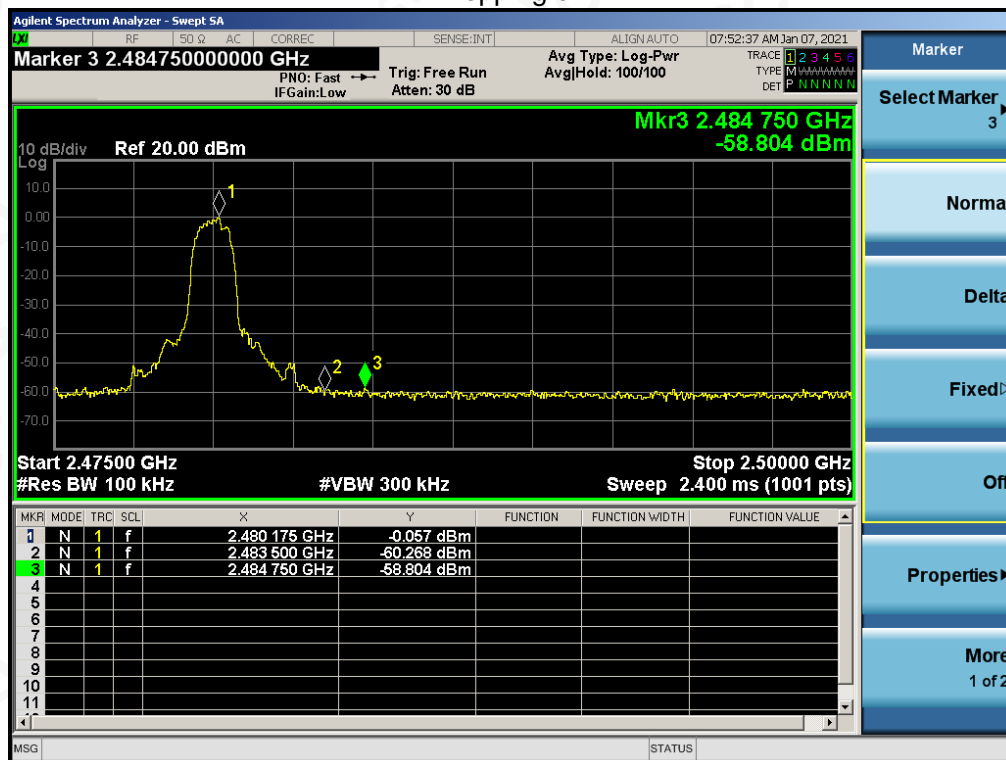 Agilent Spectrum Analyzer - Swept SA
LXI RF 50 Ω AC CORREC SENSE:INT ALIGN AUTO 07:52:37 AM Jan 07, 2021
Marker 3 2.484750000000 GHz
PNO: Fast
IFGain:Low
Trig: Free Run
Atten: 30 dB
Avg Type: Log-Pwr
Avg|Hold: 100/100
TRACE 1 2 3 4 5 6
TYPE M WWWWW
DET P N N N N N
Mkr3 2.484 750 GHz
-58.804 dBm
10 dB/div Ref 20.00 dBm
Log
10.0
0.00
-10.0
-20.0
-30.0
-40.0
-50.0
-60.0
-70.0
1
2
3
Start 2.47500 GHz Stop 2.50000 GHz
#Res BW 100 kHz #VBW 300 kHz Sweep 2.400 ms (1001 pts)
MKR MODE TRC SCL X Y FUNCTION FUNCTION WIDTH FUNCTION VALUE
1 N 1 f 2.480 175 GHz -0.057 dBm
2 N 1 f 2.483 500 GHz -60.268 dBm
3 N 1 f 2.484 750 GHz -58.804 dBm
4
5
6
7
8
9
10
11
MSG STATUS
Marker
Select Marker
3
Norma
Delta
Fixed
Off
Properties
More
1 of 2